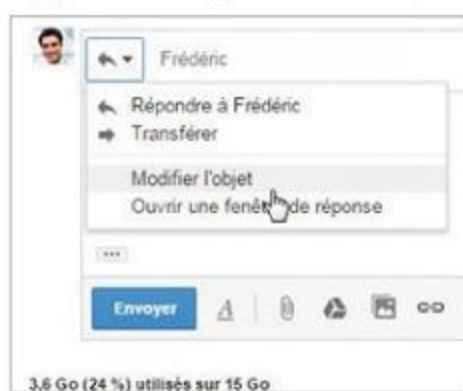 Frédéric
Répondre à Frédéric
Transférer
Modifier l'objet
Ouvrir une fenêtre de réponse
Envoyer A
3,6 Go (24 %) utilisés sur 15 Go